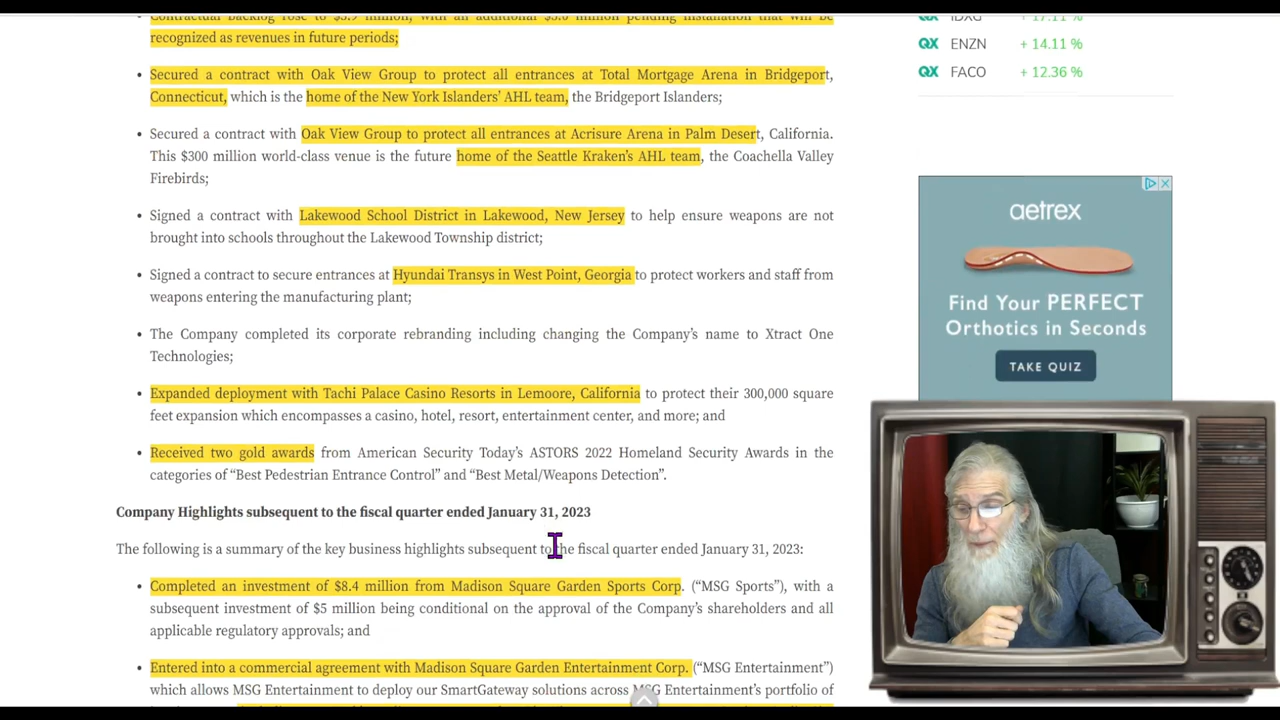 Contractual backlog rose to $3.9 million, with an additional $3.0 million pending installation that will be
recognized as revenues in future periods;
• Secured a contract with Oak View Group to protect all entrances at Total Mortgage Arena in Bridgeport,
Connecticut, which is the home of the New York Islanders' AHL team, the Bridgeport Islanders;
• Secured a contract with Oak View Group to protect all entrances at Acrisure Arena in Palm Desert, California.
This $300 million world-class venue is the future home of the Seattle Kraken's AHL team, the Coachella Valley
Firebirds;
• Signed a contract with Lakewood School District in Lakewood, New Jersey to help ensure weapons are not
brought into schools throughout the Lakewood Township district;
• Signed a contract to secure entrances at Hyundai Transys in West Point, Georgia to protect workers and staff from
weapons entering the manufacturing plant;
• The Company completed its corporate rebranding including changing the Company's name to Xtract One
Technologies;
• Expanded deployment with Tachi Palace Casino Resorts in Lemoore, California to protect their 300,000 square
feet expansion which encompasses a casino, hotel, resort, entertainment center, and more; and
• Received two gold awards from American Security Today's ASTORS 2022 Homeland Security Awards in the
categories of “Best Pedestrian Entrance Control” and “Best Metal/Weapons Detection”.
Company Highlights subsequent to the fiscal quarter ended January 31, 2023
The following is a summary of the key business highlights subsequent to the fiscal quarter ended January 31, 2023:
• Completed an investment of $8.4 million from Madison Square Garden Sports Corp. (“MSG Sports”), with a
subsequent investment of $5 million being conditional on the approval of the Company's shareholders and all
applicable regulatory approvals; and
• Entered into a commercial agreement with Madison Square Garden Entertainment Corp. (“MSG Entertainment”)
which allows MSG Entertainment to deploy our SmartGateway solutions across MSG Entertainment's portfolio of
QX IDXG + 17.11 %
QX ENZN + 14.11 %
QX FACO + 12.36 %
aetrex
Find Your PERFECT
Orthotics in Seconds
TAKE QUIZ